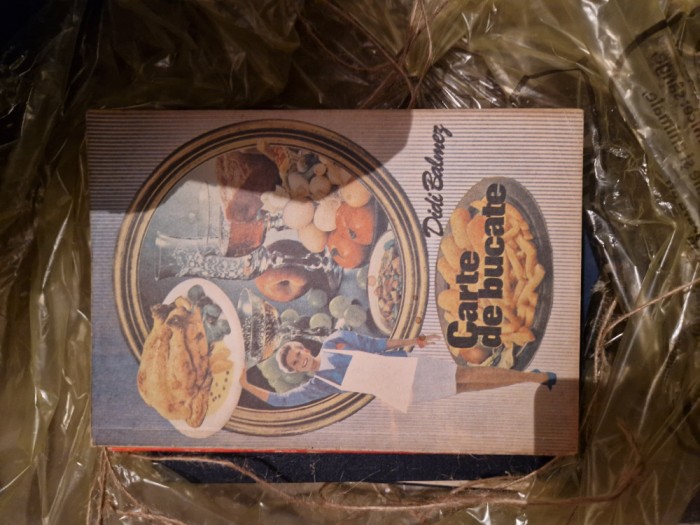 Didi Balmez
Carte
de bucate